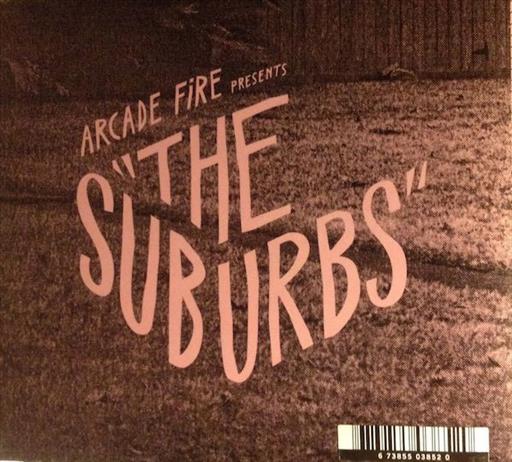 ARCADE FiRE PRESENTS
"THE
SUBURBS"
6 73855 03852 0